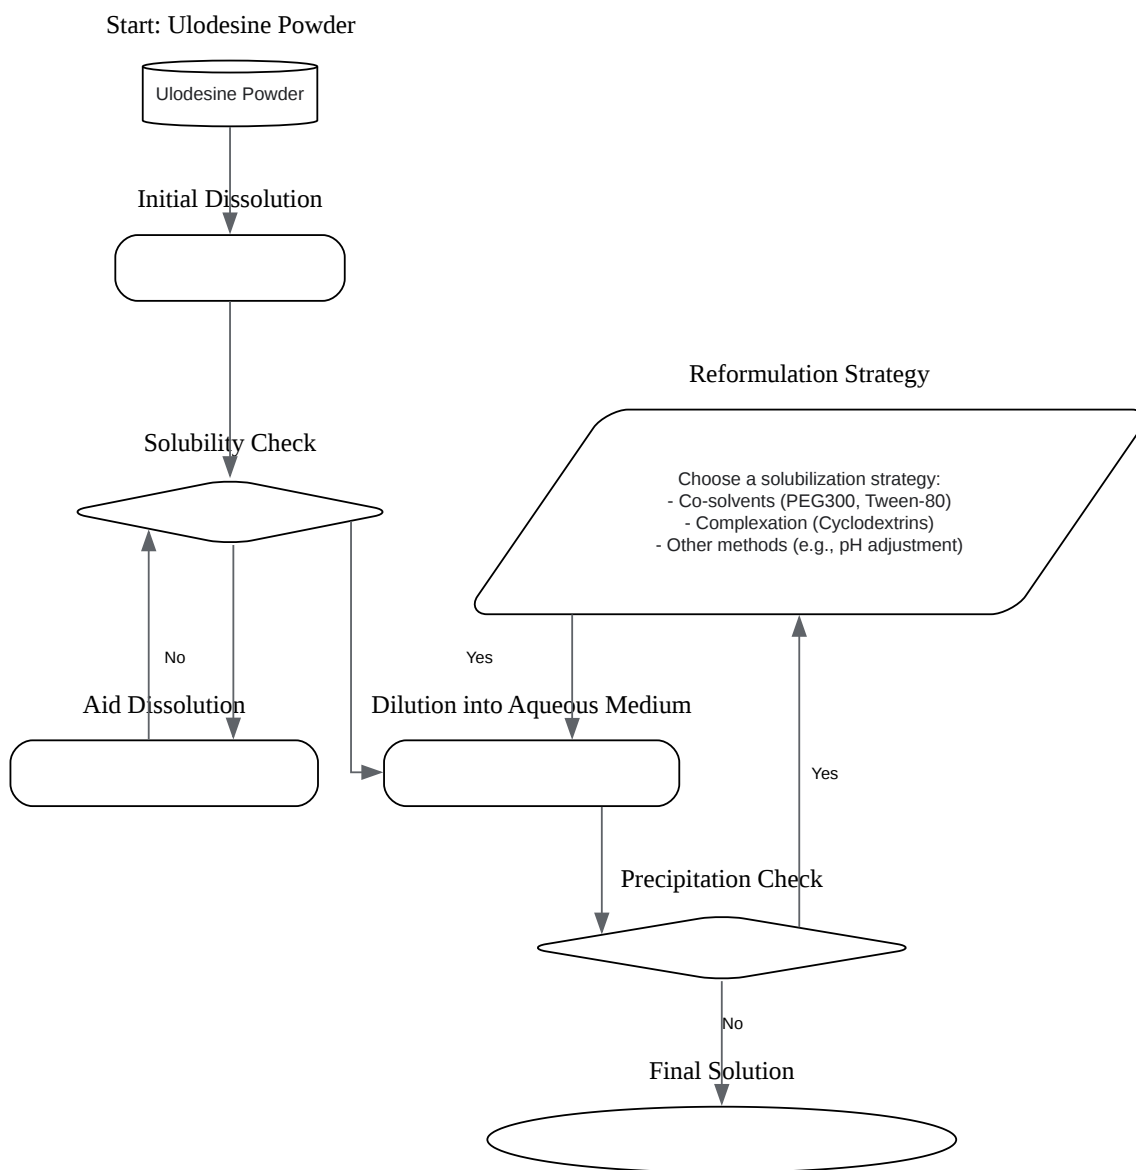 Start: Ulodesine Powder
Ulodesine Powder
Initial Dissolution
Reformulation Strategy
Solubility Check
Choose a solubilization strategy:
- Co-solvents (PEG300, Tween-80)
- Complexation (Cyclodextrins)
- Other methods (e.g., pH adjustment)
No
Yes
Aid Dissolution
Dilution into Aqueous Medium
Yes
Precipitation Check
No
Final Solution